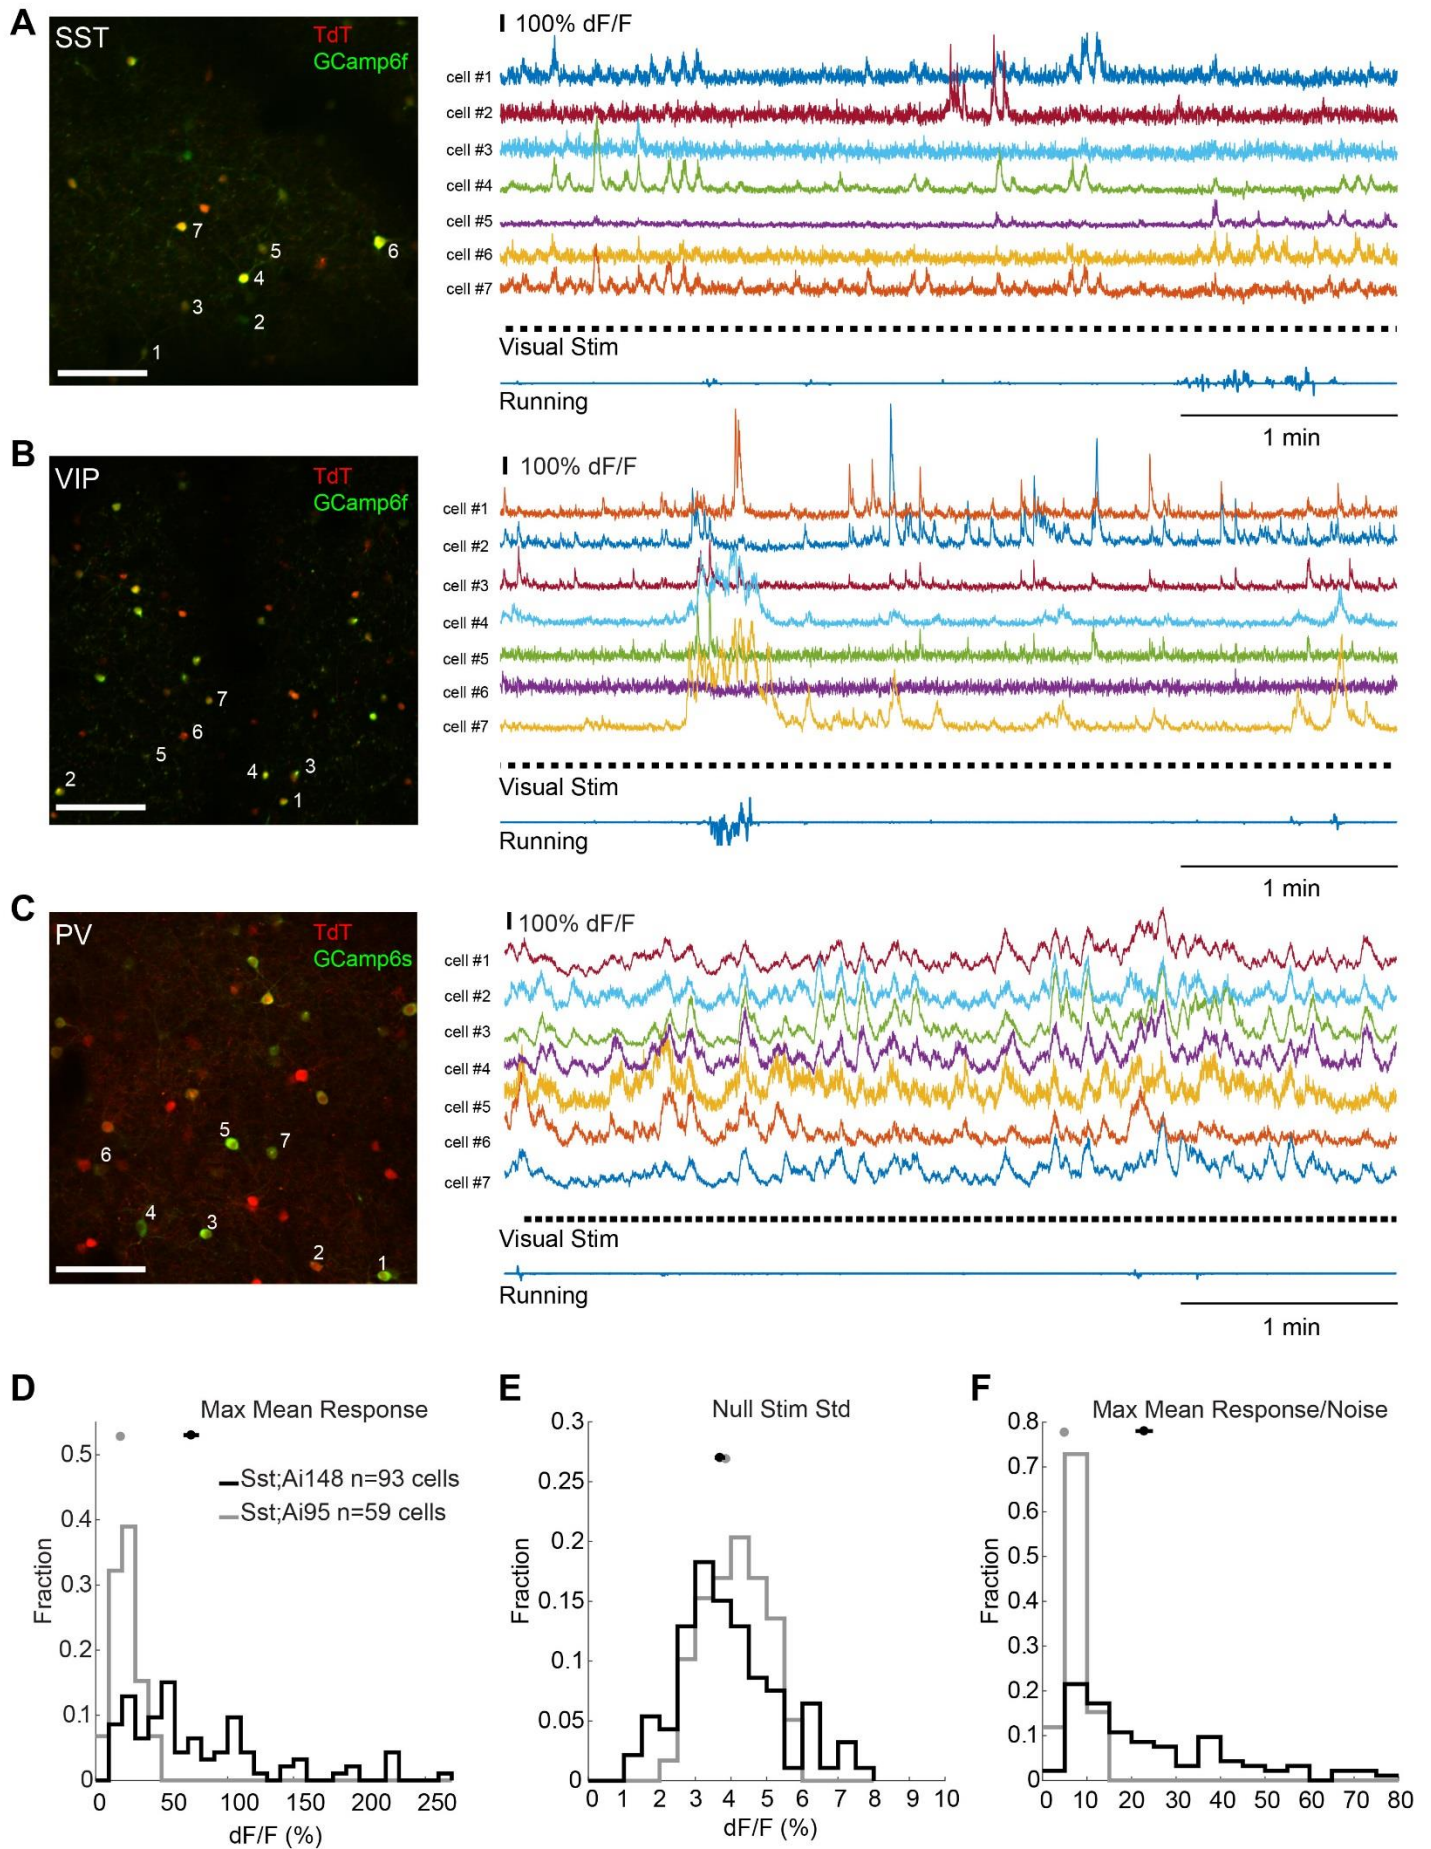 A
SST
TdT
GCamp6f
7
5
6
4
3
2
1
100% dF/F
cell #1
cell #2
cell #3
cell #4
cell #5
cell #6
cell #7
Visual Stim
Running
1 min
B
VIP
TdT
GCamp6f
7
6
5
4
3
2
1
100% dF/F
cell #1
cell #2
cell #3
cell #4
cell #5
cell #6
cell #7
Visual Stim
Running
1 min
C
PV
TdT
GCamp6s
5
7
6
4
3
2
1
100% dF/F
cell #1
cell #2
cell #3
cell #4
cell #5
cell #6
cell #7
Visual Stim
Running
1 min
D
Max Mean Response
Sst;Ai148 n=93 cells
Sst;Ai95 n=59 cells
Fraction
0.5
0.4
0.3
0.2
0.1
0
0 50 100 150 200 250
dF/F (%)
E
Null Stim Std
Fraction
0.3
0.25
0.2
0.15
0.1
0.05
0
0 1 2 3 4 5 6 7 8 9 10
dF/F (%)
F
Max Mean Response/Noise
Fraction
0.8
0.7
0.6
0.5
0.4
0.3
0.2
0.1
0
0 10 20 30 40 50 60 70 80